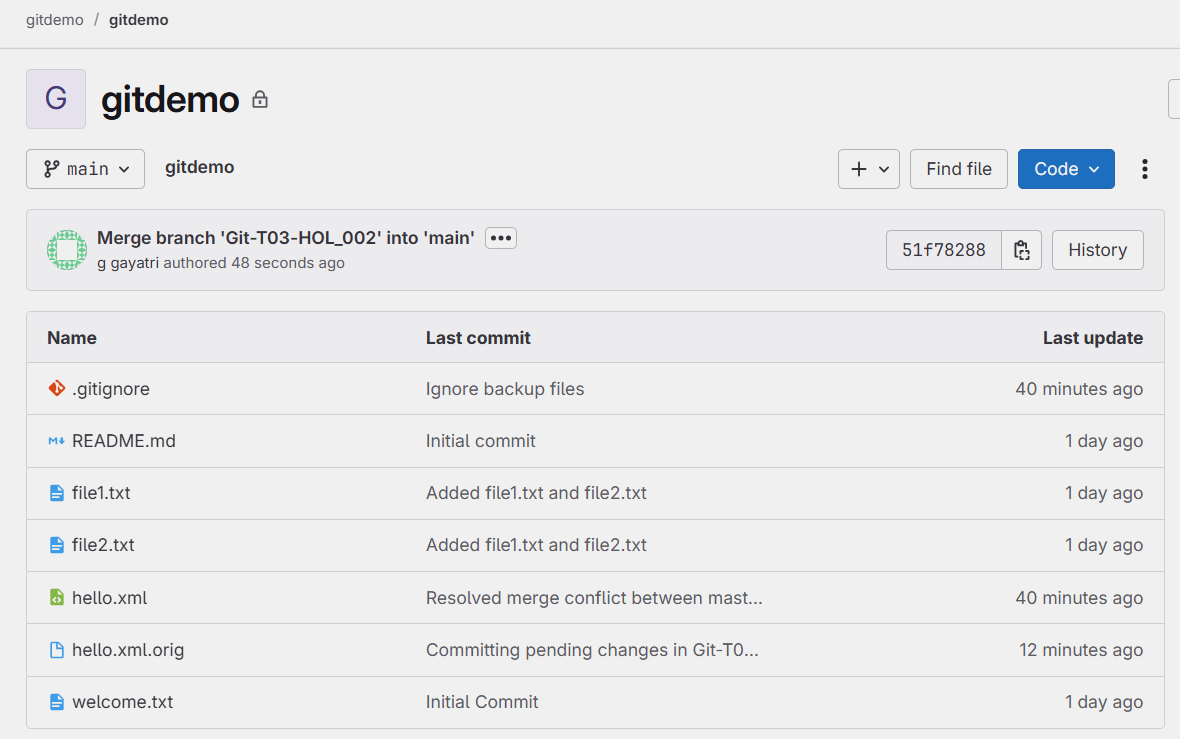 gitdemo / gitdemo
G gitdemo
main gitdemo Find file Code
Merge branch 'Git-T03-HOL_002' into 'main'
g gayatri authored 48 seconds ago
51f78288 History
Name Last commit Last update
.gitignore Ignore backup files 40 minutes ago
README.md Initial commit 1 day ago
file1.txt Added file1.txt and file2.txt 1 day ago
file2.txt Added file1.txt and file2.txt 1 day ago
hello.xml Resolved merge conflict between mast... 40 minutes ago
hello.xml.orig Committing pending changes in Git-T0... 12 minutes ago
welcome.txt Initial Commit 1 day ago